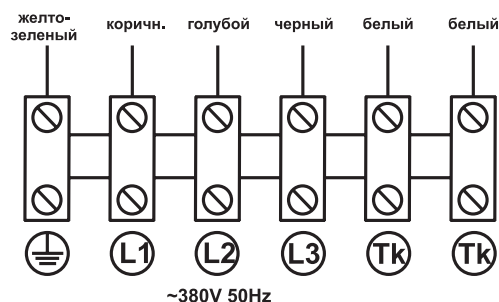 желто-
зеленый
коричн.
голубой
черный
белый
белый
L1
L2
L3
Tk
Tk
~380V 50Hz